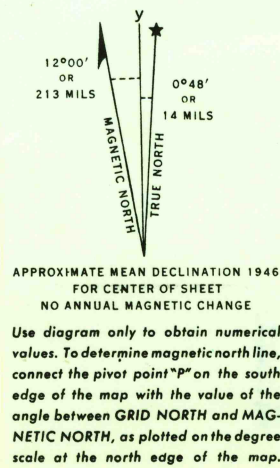 y
12°00'
OR
213 MILS
0°48'
OR
14 MILS
MAGNETIC NORTH
TRUE NORTH
APPROXIMATE MEAN DECLINATION 1946
FOR CENTER OF SHEET
NO ANNUAL MAGNETIC CHANGE
Use diagram only to obtain numerical
values. To determine magnetic north line,
connect the pivot point "P" on the south
edge of the map with the value of the
angle between GRID NORTH and MAG-
NETIC NORTH, as plotted on the degree
scale at the north edge of the map.